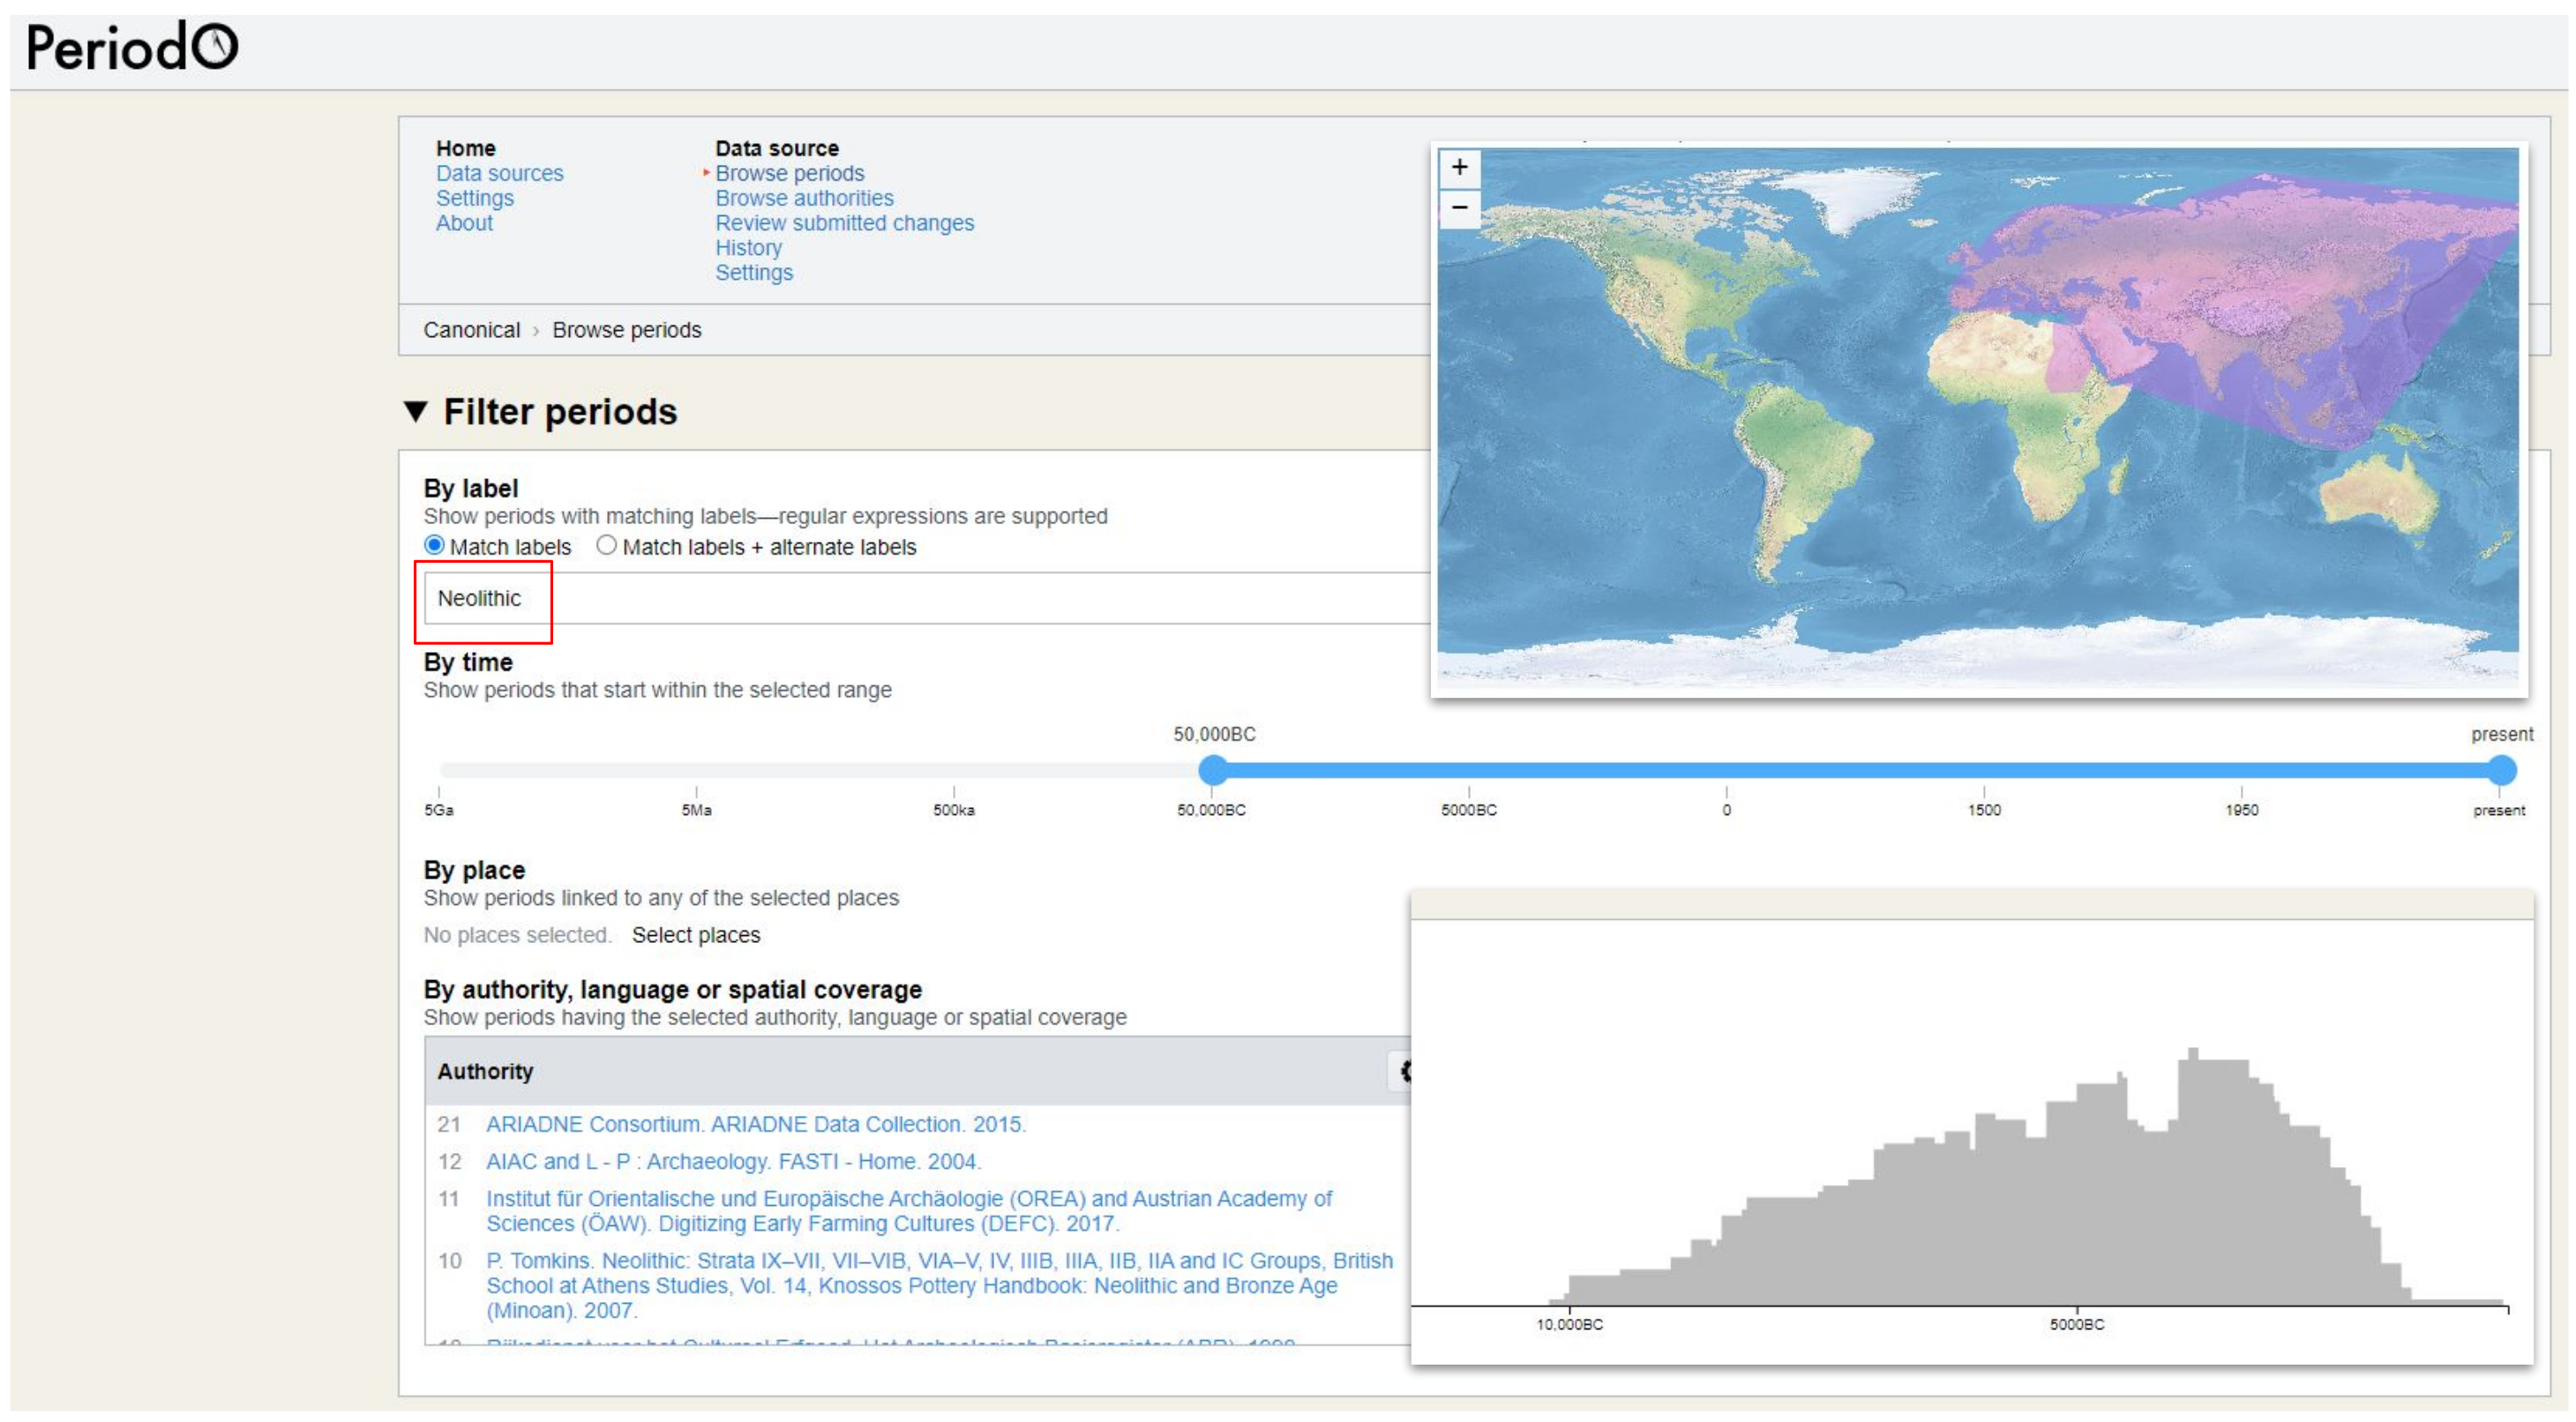 PeriodO
Home
Data sources
Settings
About
Data source
Browse periods
Browse authorities
Review submitted changes
History
Settings
Canonical › Browse periods
+
−
▼ Filter periods
By label
Show periods with matching labels—regular expressions are supported
Match labels Match labels + alternate labels
Neolithic
By time
Show periods that start within the selected range
50,000BC present
5Ga 5Ma 500ka 50,000BC 5000BC 0 1500 1950 present
By place
Show periods linked to any of the selected places
No places selected. Select places
By authority, language or spatial coverage
Show periods having the selected authority, language or spatial coverage
Authority
21 ARIADNE Consortium. ARIADNE Data Collection. 2015.
12 AIAC and L - P : Archaeology. FASTI - Home. 2004.
11 Institut für Orientalische und Europäische Archäologie (OREA) and Austrian Academy of
Sciences (ÖAW). Digitizing Early Farming Cultures (DEFC). 2017.
10 P. Tomkins. Neolithic: Strata IX–VII, VII–VIB, VIA–V, IV, IIIB, IIIA, IIB, IIA and IC Groups, British
School at Athens Studies, Vol. 14, Knossos Pottery Handbook: Neolithic and Bronze Age
(Minoan). 2007.
10,000BC 5000BC